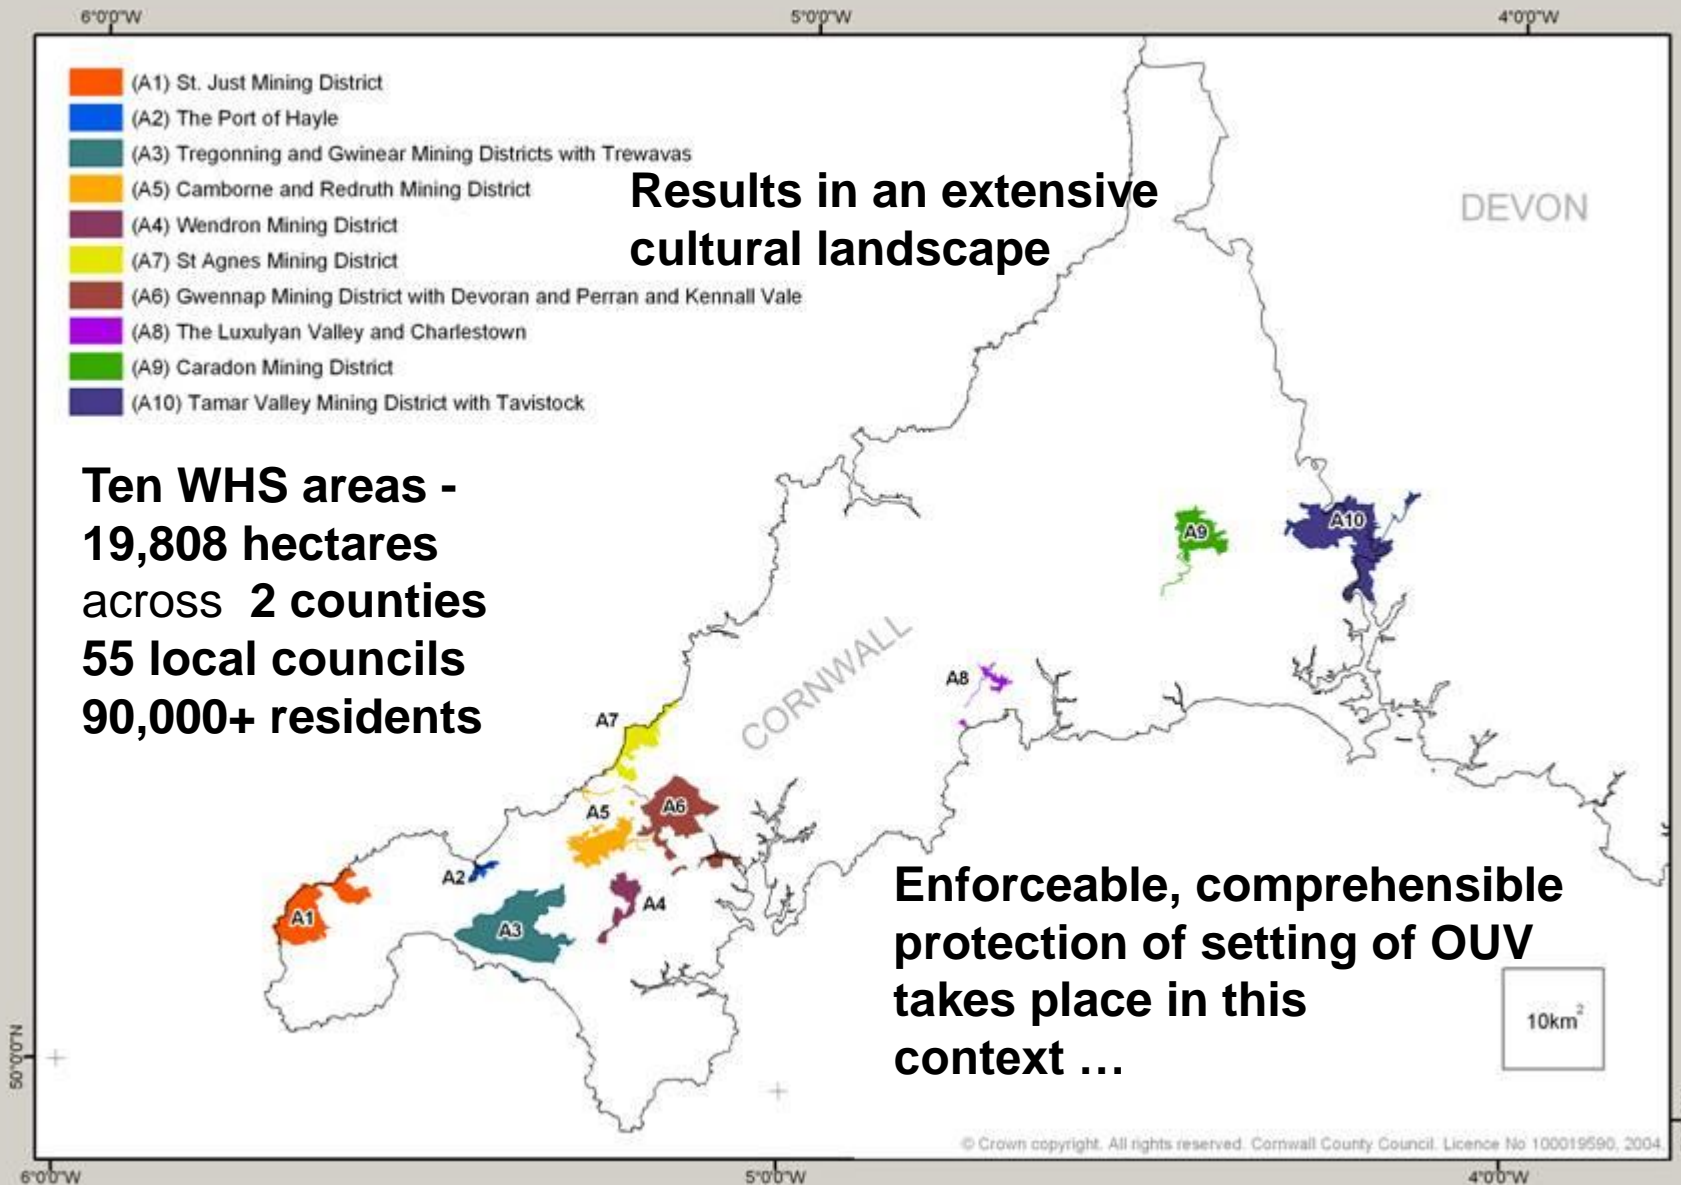 6°0'0"W 5°0'0"W 4°0'0"W
(A1) St. Just Mining District
(A2) The Port of Hayle
(A3) Tregonning and Gwinear Mining Districts with Trewavas
(A5) Camborne and Redruth Mining District
(A4) Wendron Mining District
(A7) St Agnes Mining District
(A6) Gwennap Mining District with Devoran and Perran and Kennall Vale
(A8) The Luxulyan Valley and Charlestown
(A9) Caradon Mining District
(A10) Tamar Valley Mining District with Tavistock
Results in an extensive
cultural landscape
DEVON
Ten WHS areas -
19,808 hectares
across 2 counties
55 local councils
90,000+ residents
A10
A9
CORNWALL
A8
A7
A5
A6
A2
A4
A1
A3
Enforceable, comprehensible
protection of setting of OUV
takes place in this
context …
10km²
50°0'0"N
© Crown copyright. All rights reserved. Cornwall County Council. Licence No 100019590, 2004.
6°0'0"W 5°0'0"W 4°0'0"W